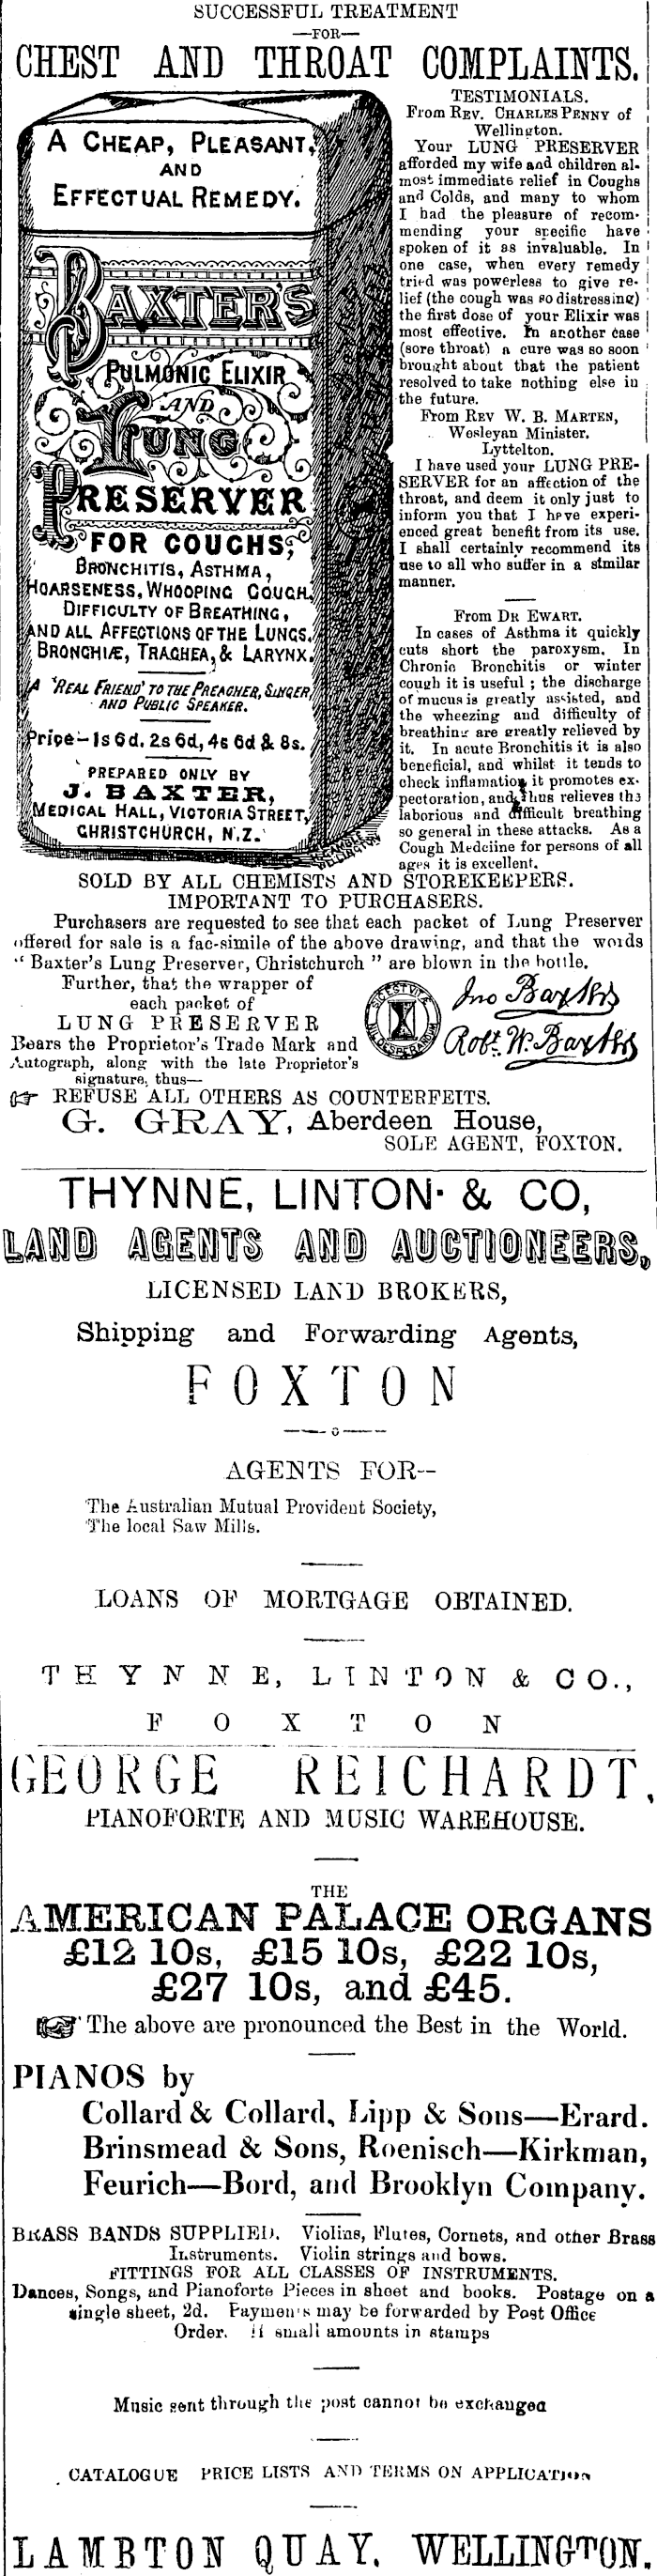 SUCCESSFUL TREATMENT
—FOR—
CHEST AND THROAT COMPLAINTS.
A CHEAP, PLEASANT,
AND
EFFECTUAL REMEDY.
BAXTER'S
PULMONIC ELIXIR
AND
LUNG
PRESERVER
FOR COUGHS,
BRONCHITIS, ASTHMA,
HOARSENESS, WHOOPING COUGH,
DIFFICULTY OF BREATHING,
AND ALL AFFECTIONS OF THE LUNGS,
BRONCHIÆ, TRACHEA, & LARYNX.
A 'REAL FRIEND' TO THE PREACHER, SINGER,
AND PUBLIC SPEAKER.
Price—1s 6d. 2s 6d, 4s 6d & 8s.
PREPARED ONLY BY
J. BAXTER,
MEDICAL HALL, VICTORIA STREET,
CHRISTCHURCH, N.Z.
TESTIMONIALS.
From REV. CHARLES PENNY of
Wellington.
Your LUNG PRESERVER
afforded my wife and children al-
most immediate relief in Coughs
and Colds, and many to whom
I had the pleasure of recom-
mending your specific have
spoken of it as invaluable. In
one case, when every remedy
tried was powerless to give re-
lief (the cough was so distressing)
the first dose of your Elixir was
most effective. In another case
(sore throat) a cure was so soon
brought about that the patient
resolved to take nothing else in
the future.
From REV W. B. MARTEN,
Wesleyan Minister.
Lyttelton.
I have used your LUNG PRE-
SERVER for an affection of the
throat, and deem it only just to
inform you that I have experi-
enced great benefit from its use.
I shall certainly recommend its
use to all who suffer in a similar
manner.
From DR EWART.
In cases of Asthma it quickly
cuts short the paroxysm. In
Chronic Bronchitis or winter
cough it is useful ; the discharge
of mucus is greatly assisted, and
the wheezing and difficulty of
breathing are greatly relieved by
it. In acute Bronchitis it is also
beneficial, and whilst it tends to
check inflamation it promotes ex-
pectoration, and thus relieves the
laborious and difficult breathing
so general in these attacks. As a
Cough Medciine for persons of all
ages it is excellent.
SOLD BY ALL CHEMISTS AND STOREKEEPERS.
IMPORTANT TO PURCHASERS.
Purchasers are requested to see that each packet of Lung Preserver
offered for sale is a fac-simile of the above drawing, and that the words
" Baxter's Lung Preserver, Christchurch " are blown in the bottle.
Further, that the wrapper of
each packet of
LUNG PRESERVER
Bears the Proprietor's Trade Mark and
Autograph, along with the late Proprietor's
signature, thus—
SIC EST VITÆ
NIL DESPERANDUM
Jno Baxter
Robt. W. Baxter
☞ REFUSE ALL OTHERS AS COUNTERFEITS.
G. GRAY, Aberdeen House,
SOLE AGENT, FOXTON.
THYNNE, LINTON & CO,
LAND AGENTS AND AUCTIONEERS,
LICENSED LAND BROKERS,
Shipping and Forwarding Agents,
FOXTON
——o——
AGENTS FOR--
The Australian Mutual Provident Society,
The local Saw Mills.
LOANS OF MORTGAGE OBTAINED.
THYNNE, LINTON & CO.,
FOXTON
GEORGE REICHARDT,
PIANOFORTE AND MUSIC WAREHOUSE.
THE
AMERICAN PALACE ORGANS
£12 10s, £15 10s, £22 10s,
£27 10s, and £45.
☞ The above are pronounced the Best in the World.
PIANOS by
Collard & Collard, Lipp & Sons—Erard.
Brinsmead & Sons, Roenisch—Kirkman,
Feurich—Bord, and Brooklyn Company.
BRASS BANDS SUPPLIED. Violins, Flutes, Cornets, and other Brass
Instruments. Violin strings and bows.
FITTINGS FOR ALL CLASSES OF INSTRUMENTS.
Dances, Songs, and Pianoforte Pieces in sheet and books. Postage on a
single sheet, 2d. Payments may be forwarded by Post Office
Order. if small amounts in stamps
Music sent through the post cannot be exchanged
CATALOGUE PRICE LISTS AND TERMS ON APPLICATION
LAMBTON QUAY, WELLINGTON.